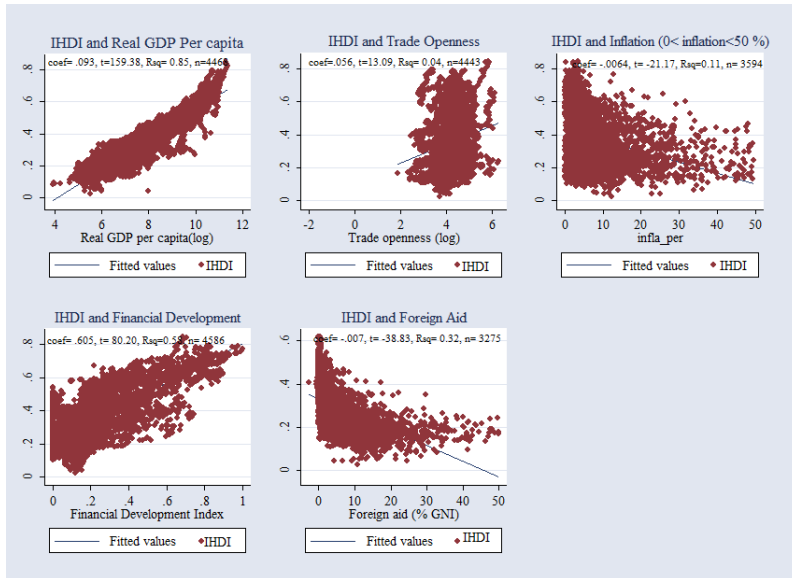 IHDI and Real GDP Per capita
coef= .093, t=159.38, Rsq= 0.85, n=4468
.8
.6
.4
.2
0
4 6 8 10 12
Real GDP per capita(log)
Fitted values IHDI
IHDI and Trade Openness
coef=.056, t=13.09, Rsq= 0.04, n=4443
.8
.6
.4
.2
0
-2 0 2 4 6
Trade openness (log)
Fitted values IHDI
IHDI and Inflation (0< inflation<50 %)
coef= -.0064, t= -21.17,Rsq=0.11, n= 3594
.8
.6
.4
.2
0
0 10 20 30 40 50
infla_per
Fitted values IHDI
IHDI and Financial Development
coef= .605, t= 80.20, n= 4586
.8
.6
.4
.2
0
0 .2 .4 .6 .8 1
Financial Development Index
Fitted values IHDI
IHDI and Foreign Aid
coef= -.007, t= -38.83, Rsq= 0.32, n= 3275
.6
.4
.2
0
0 10 20 30 40 50
Foreign aid (% GNI)
Fitted values IHDI